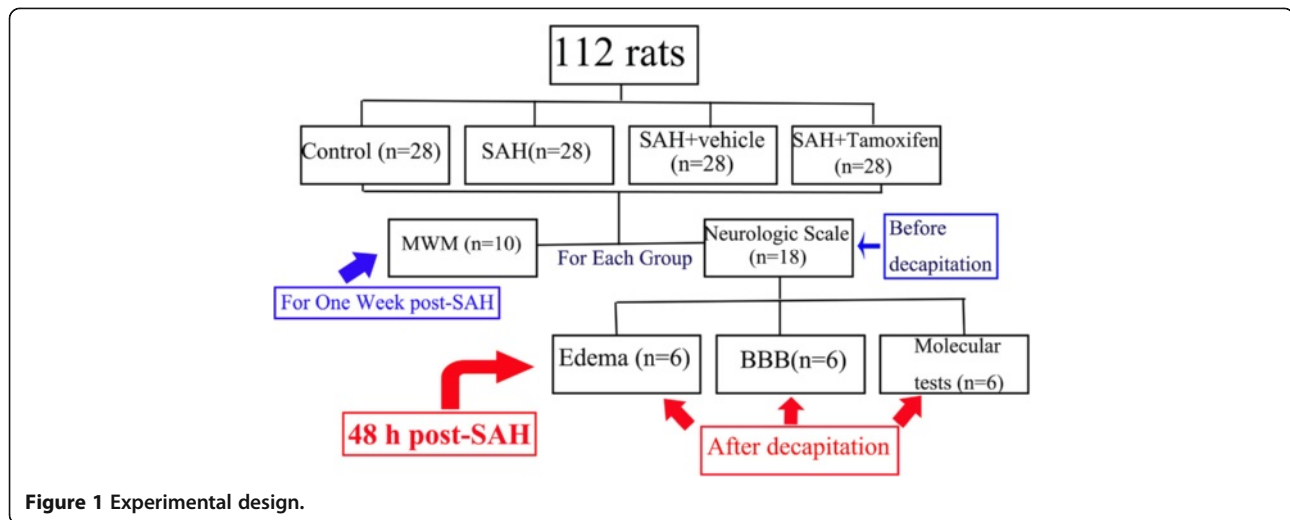 112 rats
Control (n=28)
SAH(n=28)
SAH+vehicle
(n=28)
SAH+Tamoxifen
(n=28)
MWM (n=10)
For Each Group
Neurologic Scale
(n=18)
Before
decapitation
For One Week post-SAH
Edema (n=6)
BBB(n=6)
Molecular
tests (n=6)
48 h post-SAH
After decapitation
Figure 1 Experimental design.